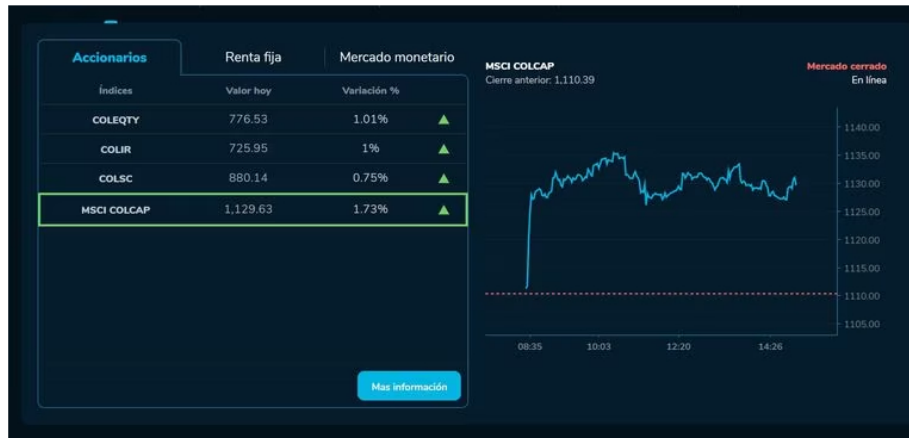 Accionarios Renta fija Mercado monetario
Índices Valor hoy Variación %
COLEQTY 776.53 1.01%
COLIR 725.95 1%
COLSC 880.14 0.75%
MSCI COLCAP 1,129.63 1.73%
Mas información
MSCI COLCAP Mercado cerrado
Cierre anterior: 1,110.39 En línea
1140.00
1135.00
1130.00
1125.00
1120.00
1115.00
1110.00
1105.00
08:35 10:03 12:20 14:26